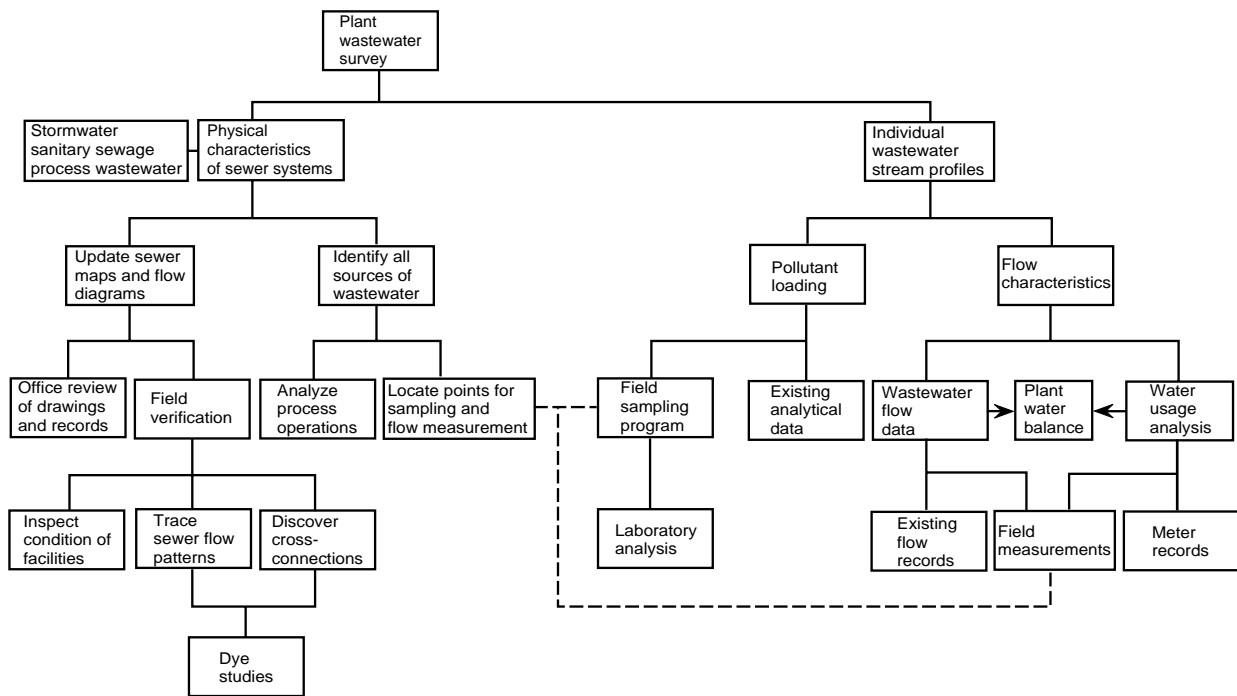 Plant
wastewater
survey
Stormwater
sanitary sewage
process wastewater
Physical
characteristics
of sewer systems
Individual
wastewater
stream profiles
Update sewer
maps and flow
diagrams
Identify all
sources of
wastewater
Pollutant
loading
Flow
characteristics
Office review
of drawings
and records
Field
verification
Analyze
process
operations
Locate points for
sampling and
flow measurement
Field
sampling
program
Existing
analytical
data
Wastewater
flow
data
Plant
water
balance
Water
usage
analysis
Inspect
condition of
facilities
Trace
sewer flow
patterns
Discover
cross-
connections
Laboratory
analysis
Existing
flow
records
Field
measurements
Meter
records
Dye
studies